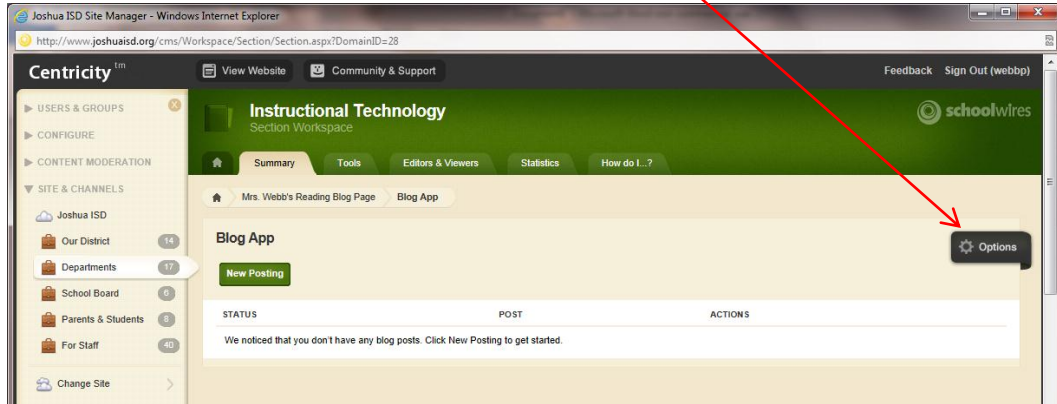 Joshua ISD Site Manager - Windows Internet Explorer
http://www.joshuaisd.org/cms/Workspace/Section/Section.aspx?DomainID=28
Centricity™
View Website
Community & Support
Feedback
Sign Out (webbp)
USERS & GROUPS
CONFIGURE
CONTENT MODERATION
SITE & CHANNELS
Joshua ISD
Our District 14
Departments 17
School Board 6
Parents & Students 8
For Staff 40
Change Site
Instructional Technology
Section Workspace
schoolwires
Summary
Tools
Editors & Viewers
Statistics
How do I...?
Mrs. Webb's Reading Blog Page
Blog App
Blog App
Options
New Posting
STATUS POST ACTIONS
We noticed that you don't have any blog posts. Click New Posting to get started.